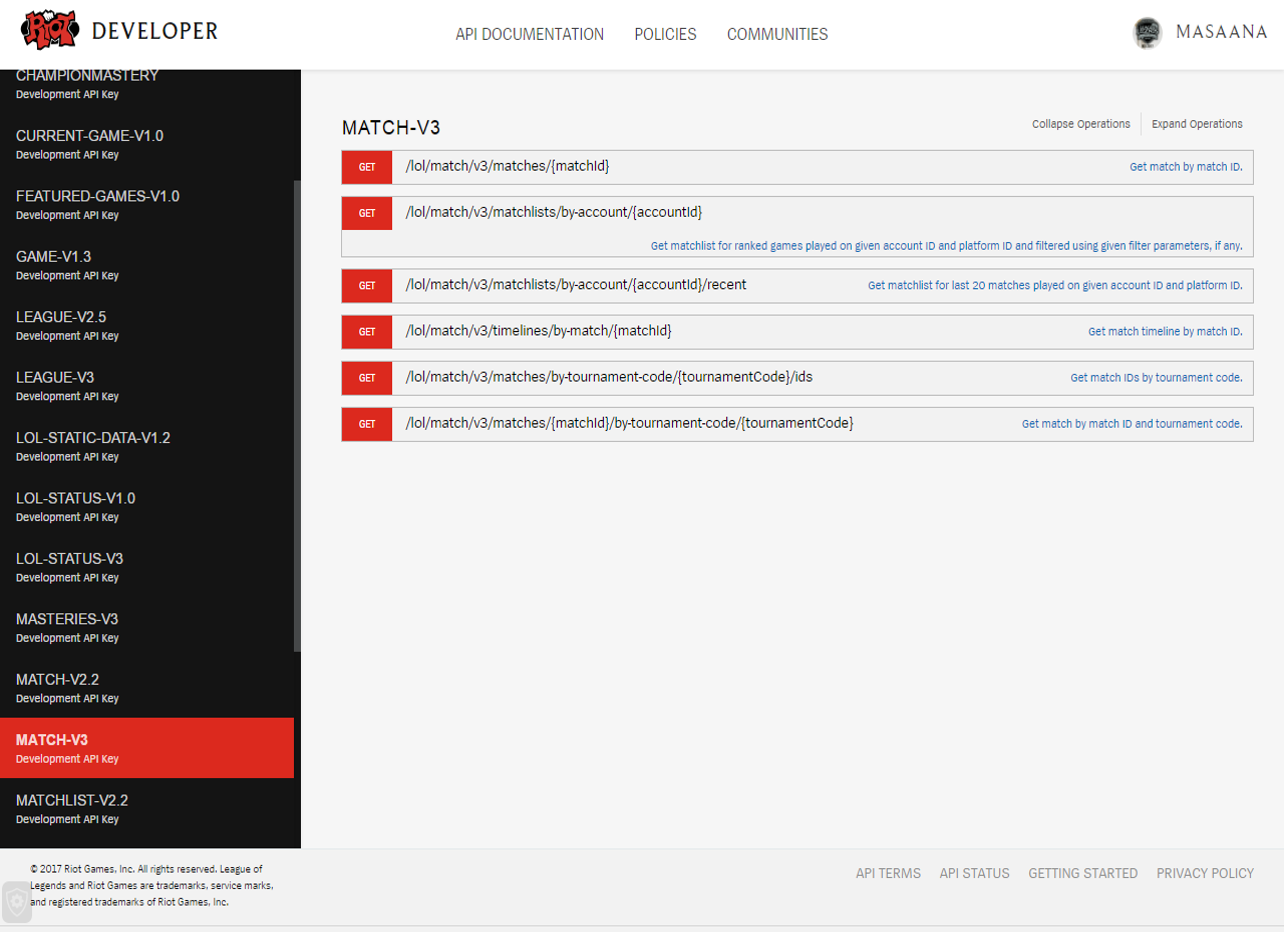 RIOT DEVELOPER
API DOCUMENTATION POLICIES COMMUNITIES
MASAANA
CHAMPIONMASTERY
Development API Key
CURRENT-GAME-V1.0
Development API Key
FEATURED-GAMES-V1.0
Development API Key
GAME-V1.3
Development API Key
LEAGUE-V2.5
Development API Key
LEAGUE-V3
Development API Key
LOL-STATIC-DATA-V1.2
Development API Key
LOL-STATUS-V1.0
Development API Key
LOL-STATUS-V3
Development API Key
MASTERIES-V3
Development API Key
MATCH-V2.2
Development API Key
MATCH-V3
Development API Key
MATCHLIST-V2.2
Development API Key
MATCH-V3
Collapse Operations Expand Operations
GET /lol/match/v3/matches/{matchId} Get match by match ID.
GET /lol/match/v3/matchlists/by-account/{accountId}
Get matchlist for ranked games played on given account ID and platform ID and filtered using given filter parameters, if any.
GET /lol/match/v3/matchlists/by-account/{accountId}/recent Get matchlist for last 20 matches played on given account ID and platform ID.
GET /lol/match/v3/timelines/by-match/{matchId} Get match timeline by match ID.
GET /lol/match/v3/matches/by-tournament-code/{tournamentCode}/ids Get match IDs by tournament code.
GET /lol/match/v3/matches/{matchId}/by-tournament-code/{tournamentCode} Get match by match ID and tournament code.
© 2017 Riot Games, Inc. All rights reserved. League of
Legends and Riot Games are trademarks, service marks,
and registered trademarks of Riot Games, Inc.
API TERMS API STATUS GETTING STARTED PRIVACY POLICY